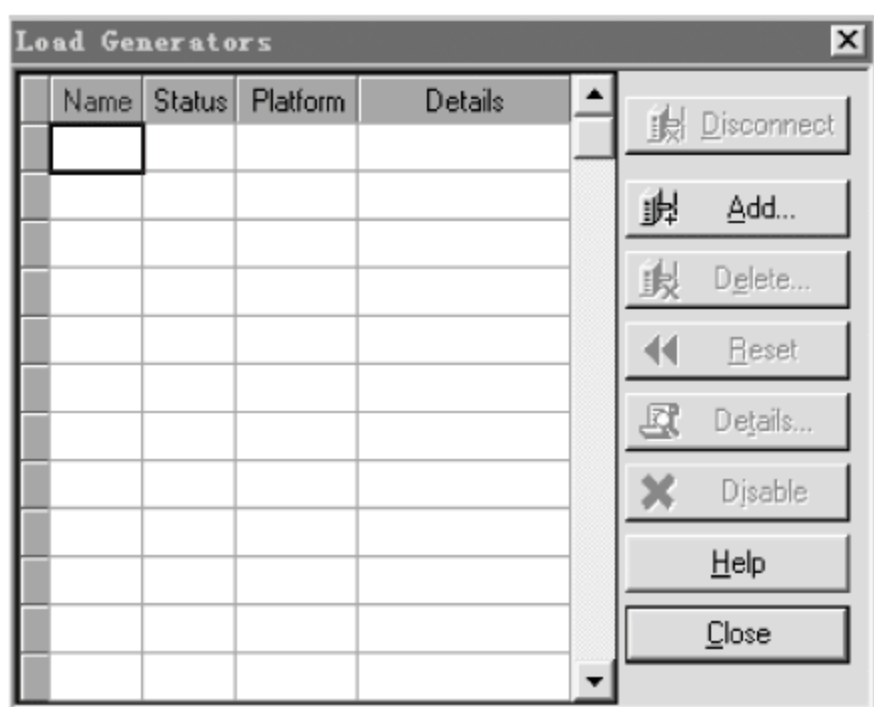 Load Generators
Name Status Platform Details
Disconnect
Add...
Delete...
Reset
Details...
Disable
Help
Close